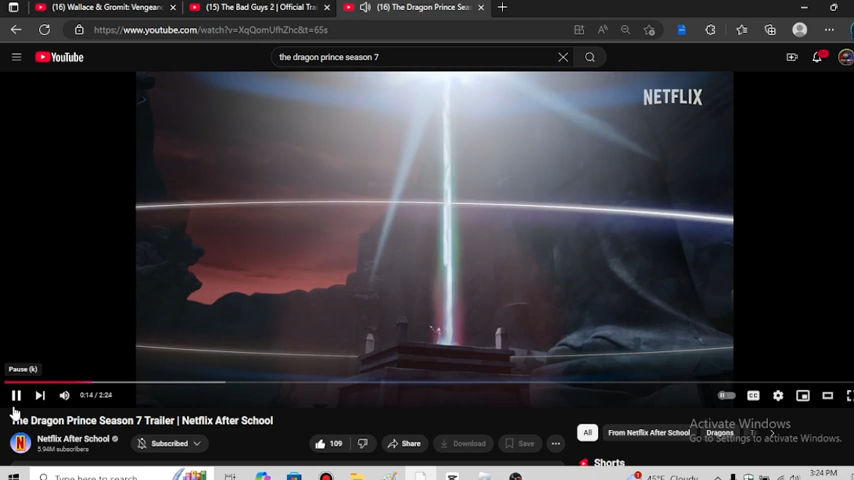 (16) Wallace & Gromit: Vengean
(15) The Bad Guys 2 | Official Trai
(16) The Dragon Prince Seas
https://www.youtube.com/watch?v=XqQomUfhZhc&t=65s
YouTube
the dragon prince season 7
NETFLIX
Pause (k)
0:14 / 2:24
The Dragon Prince Season 7 Trailer | Netflix After School
Netflix After School
5.94M subscribers
Subscribed
109
Share
Download
Save
All
From Netflix After School
Dragons
Activate Windows
Go to Settings to activate Windows.
Shorts
Type here to search
45°F Cloudy
3:24 PM